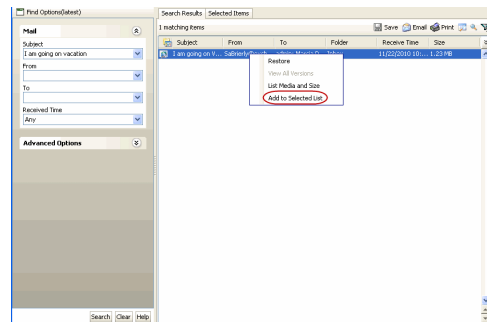 Find Options(latest)
Mail
Subject
I am going on vacation
From
To
Received Time
Any
Advanced Options
Search Clear Help
Search Results Selected Items
1 matching items
Save Email Print
Subject From To Folder Receive Time Size
I am going on V... 11/22/2010 10:... 1.23 MB
Restore
View All Versions
List Media and Size
Add to Selected List